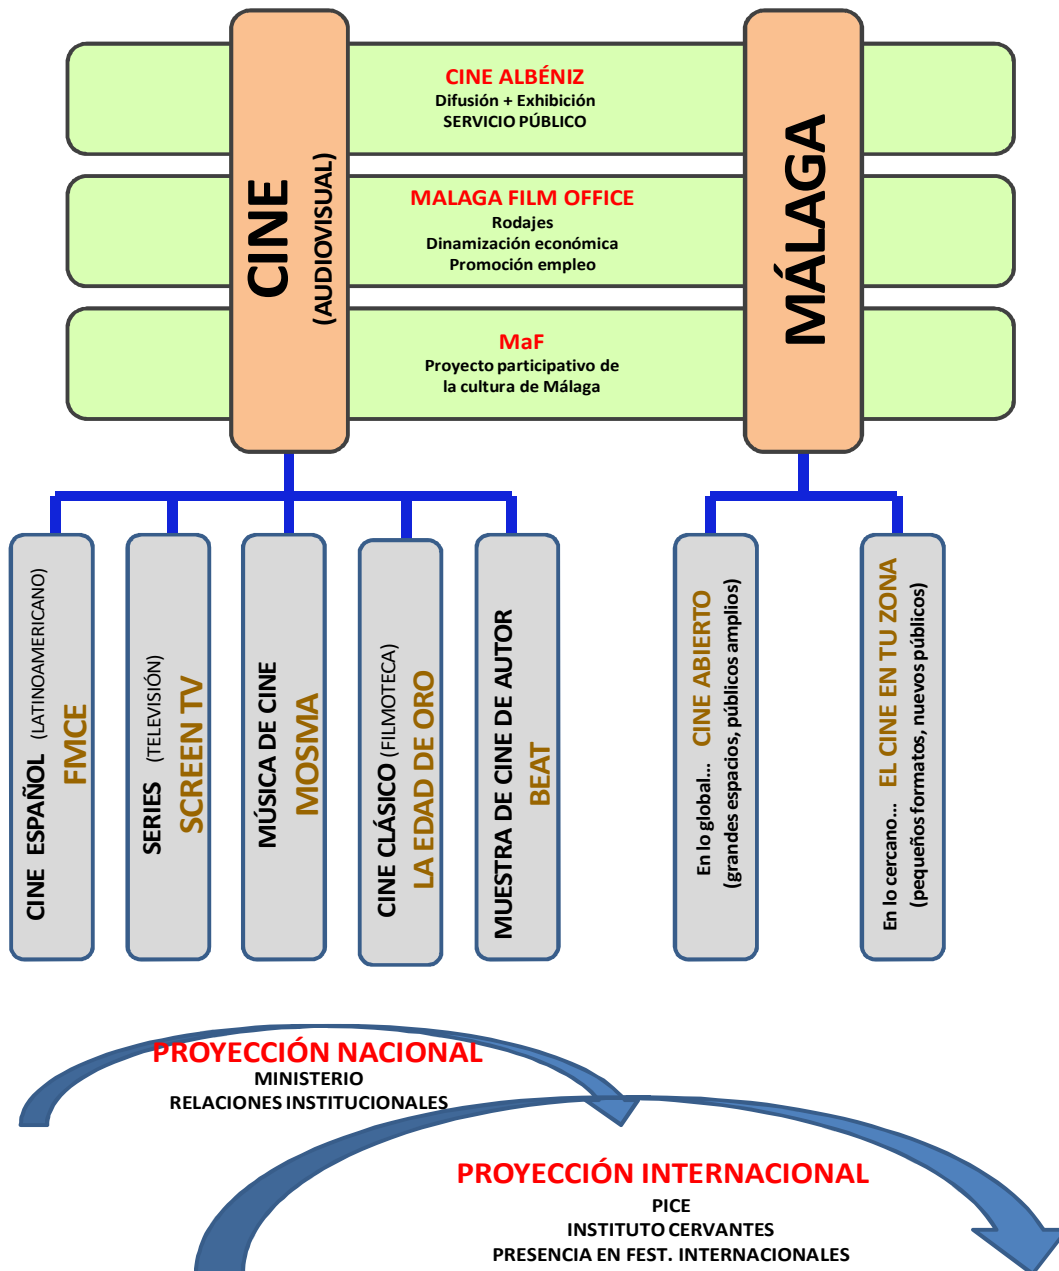 CINE ALBÉNIZ
Difusión + Exhibición
SERVICIO PÚBLICO
MALAGA FILM OFFICE
Rodajes
Dinamización económica
Promoción empleo
MaF
Proyecto participativo de
la cultura de Málaga
CINE
(AUDIOVISUAL)
MÁLAGA
CINE ESPAÑOL (LATINOAMERICANO)
FMCE
SERIES (TELEVISIÓN)
SCREEN TV
MÚSICA DE CINE
MOSMA
CINE CLÁSICO (FILMOTECA)
LA EDAD DE ORO
MUESTRA DE CINE DE AUTOR
BEAT
En lo global... CINE ABIERTO
(grandes espacios, públicos amplios)
En lo cercano... EL CINE EN TU ZONA
(pequeños formatos, nuevos públicos)
PROYECCIÓN NACIONAL
MINISTERIO
RELACIONES INSTITUCIONALES
PROYECCIÓN INTERNACIONAL
PICE
INSTITUTO CERVANTES
PRESENCIA EN FEST. INTERNACIONALES